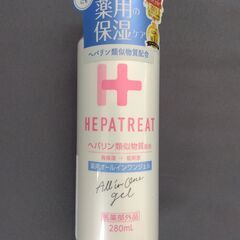 薬用の
保湿ケア
ヘパリン類似物質配合
H
HEPATREAT
ヘパリン類似物質
薬用オールインワンジェル
All in One
gel
医薬部外品
280mL